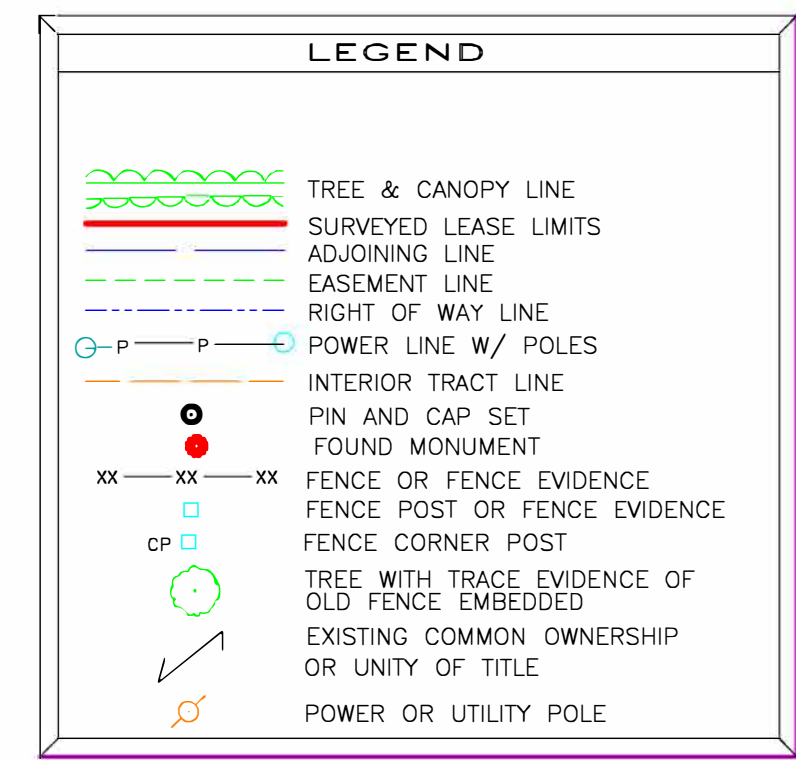 LEGEND
TREE & CANOPY LINE
SURVEYED LEASE LIMITS
ADJOINING LINE
EASEMENT LINE
RIGHT OF WAY LINE
P P POWER LINE W/ POLES
INTERIOR TRACT LINE
PIN AND CAP SET
FOUND MONUMENT
XX XX XX FENCE OR FENCE EVIDENCE
FENCE POST OR FENCE EVIDENCE
CP FENCE CORNER POST
TREE WITH TRACE EVIDENCE OF
OLD FENCE EMBEDDED
EXISTING COMMON OWNERSHIP
OR UNITY OF TITLE
POWER OR UTILITY POLE